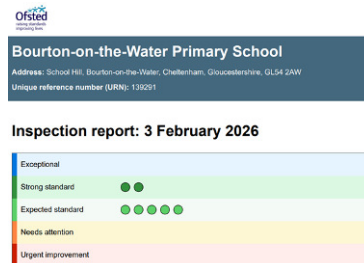 Ofsted
raising standards
improving lives
Bourton-on-the-Water Primary School
Address: School Hill, Bourton-on-the-Water, Cheltenham, Gloucestershire, GL54 2AW
Unique reference number (URN): 139291
Inspection report: 3 February 2026
Exceptional
Strong standard
Expected standard
Needs attention
Urgent improvement